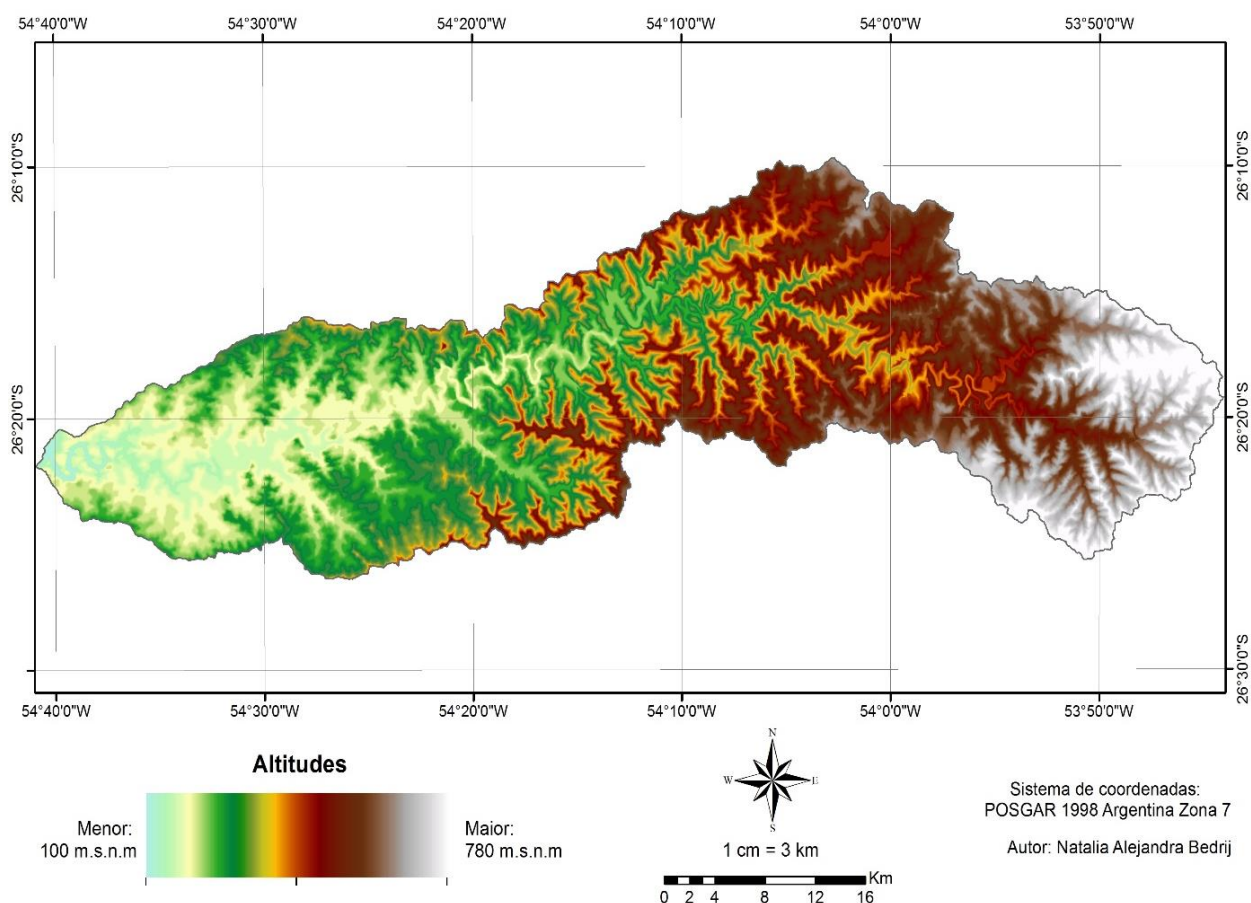 54°40'0"W 54°30'0"W 54°20'0"W 54°10'0"W 54°0'0"W 53°50'0"W
26°10'0"S 26°10'0"S
26°20'0"S 26°20'0"S
26°30'0"S
54°40'0"W 54°30'0"W 54°20'0"W 54°10'0"W 54°0'0"W 53°50'0"W
Altitudes
Menor:
100 m.s.n.m
Maior:
780 m.s.n.m
N
W E
S
1 cm = 3 km
Km
0 2 4 8 12 16
Sistema de coordenadas:
POSGAR 1998 Argentina Zona 7
Autor: Natalia Alejandra Bedrij